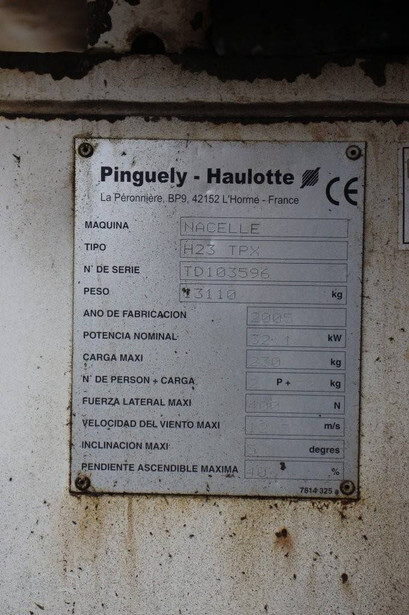 Pinguely - Haulotte
CE
La Péronnière, BP9, 42152 L'Horme - France
MAQUINA NACELLE
TIPO H23 TPX
N° DE SERIE TD103596
PESO 13110 kg
ANO DE FABRICACION 2005
POTENCIA NOMINAL kW
CARGA MAXI kg
N° DE PERSON + CARGA P + kg
FUERZA LATERAL MAXI N
VELOCIDAD DEL VIENTO MAXI m/s
INCLINACION MAXI degres
PENDIENTE ASCENDIBLE MAXIMA %
7814 325 a